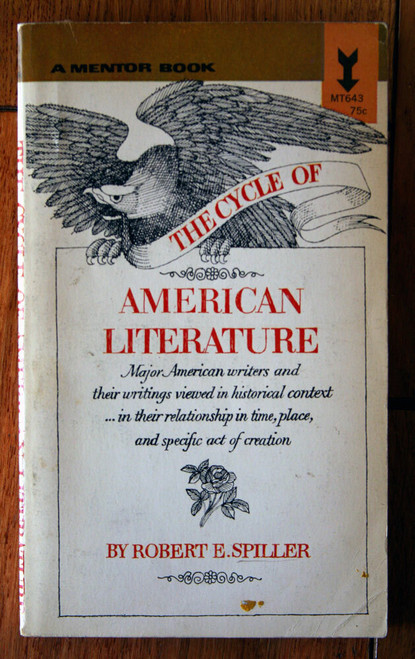 A MENTOR BOOK
MT643
75c
THE CYCLE OF
AMERICAN
LITERATURE
Major American writers and
their writings viewed in historical context
...in their relationship in time, place,
and specific act of creation
BY ROBERT E. SPILLER